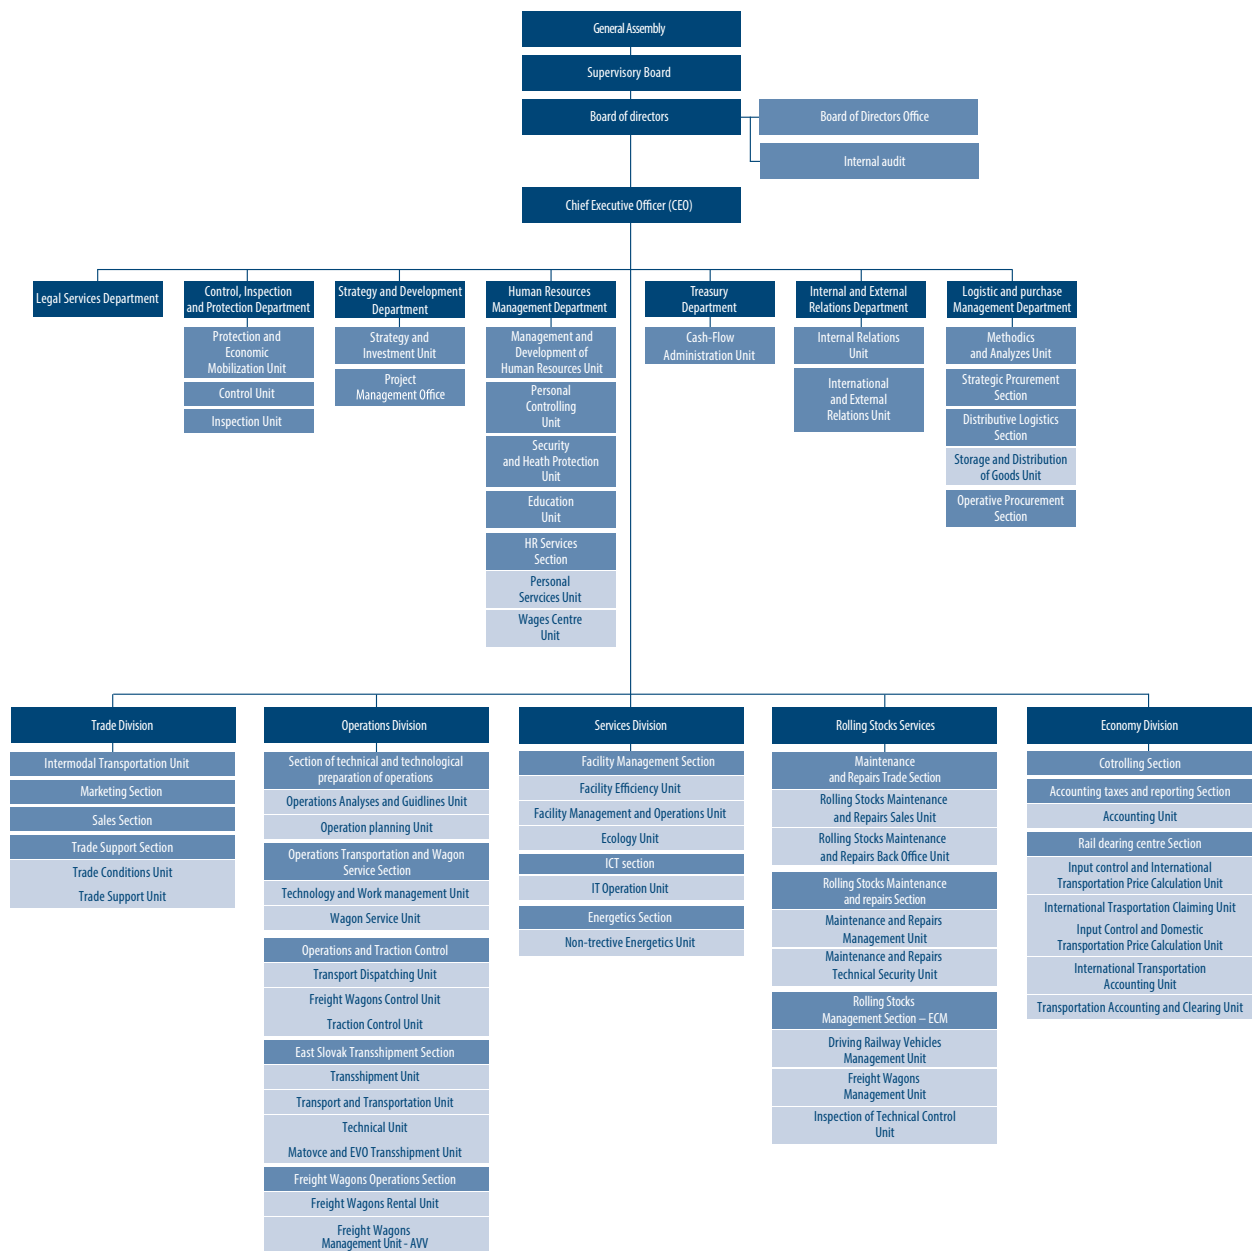 General Assembly
Supervisory Board
Board of directors
Board of Directors Office
Internal audit
Chief Executive Officer (CEO)
Legal Services Department
Control, Inspection
and Protection Department
Protection and
Economic
Mobilization Unit
Control Unit
Inspection Unit
Strategy and Development
Department
Strategy and
Investment Unit
Project
Management Office
Human Resources
Management Department
Management and
Development of
Human Resources Unit
Personal
Controlling
Unit
Security
and Heath Protection
Unit
Education
Unit
HR Services
Section
Personal
Servcices Unit
Wages Centre
Unit
Treasury
Department
Cash-Flow
Administration Unit
Internal and External
Relations Department
Internal Relations
Unit
International
and External
Relations Unit
Logistic and purchase
Management Department
Methodics
and Analyzes Unit
Strategic Prcurement
Section
Distributive Logistics
Section
Storage and Distribution
of Goods Unit
Operative Procurement
Section
Trade Division
Intermodal Transportation Unit
Marketing Section
Sales Section
Trade Support Section
Trade Conditions Unit
Trade Support Unit
Operations Division
Section of technical and technological
preparation of operations
Operations Analyses and Guidlines Unit
Operation planning Unit
Operations Transportation and Wagon
Service Section
Technology and Work management Unit
Wagon Service Unit
Operations and Traction Control
Transport Dispatching Unit
Freight Wagons Control Unit
Traction Control Unit
East Slovak Transshipment Section
Transshipment Unit
Transport and Transportation Unit
Technical Unit
Matovce and EVO Transshipment Unit
Freight Wagons Operations Section
Freight Wagons Rental Unit
Freight Wagons
Management Unit - AVV
Services Division
Facility Management Section
Facility Efficiency Unit
Facility Management and Operations Unit
Ecology Unit
ICT section
IT Operation Unit
Energetics Section
Non-trective Energetics Unit
Rolling Stocks Services
Maintenance
and Repairs Trade Section
Rolling Stocks Maintenance
and Repairs Sales Unit
Rolling Stocks Maintenance
and Repairs Back Office Unit
Rolling Stocks Maintenance
and repairs Section
Maintenance and Repairs
Management Unit
Maintenance and Repairs
Technical Security Unit
Rolling Stocks
Management Section – ECM
Driving Railway Vehicles
Management Unit
Freight Wagons
Management Unit
Inspection of Technical Control
Unit
Economy Division
Cotrolling Section
Accounting taxes and reporting Section
Accounting Unit
Rail dearing centre Section
Input control and International
Transportation Price Calculation Unit
International Trasportation Claiming Unit
Input Control and Domestic
Transportation Price Calculation Unit
International Transportation
Accounting Unit
Transportation Accounting and Clearing Unit